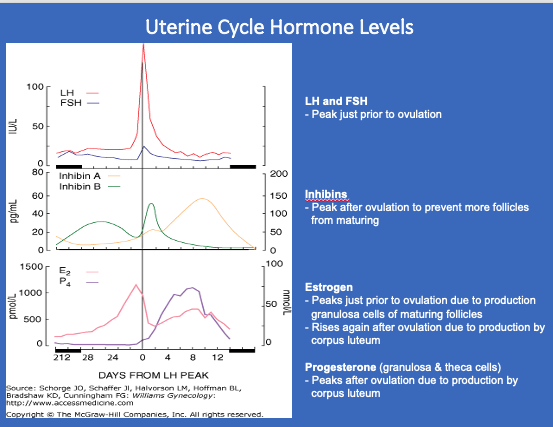 Uterine Cycle Hormone Levels
LH
FSH
100
50
0
IU/L
80
60
40
20
0
pg/mL
Inhibin A
Inhibin B
200
150
100
50
0
1500
1000
500
0
pmol/L
E2
P4
100
50
0
nmol/L
212 28 24 0 4 8 12
DAYS FROM LH PEAK
Source: Schorge JO, Schaffer JI, Halvorson LM, Hoffman BL,
Bradshaw KD, Cunningham FG: Williams Gynecology:
http://www.accessmedicine.com
Copyright © The McGraw-Hill Companies, Inc. All rights reserved.
LH and FSH
- Peak just prior to ovulation
Inhibins
- Peak after ovulation to prevent more follicles
from maturing
Estrogen
- Peaks just prior to ovulation due to production
granulosa cells of maturing follicles
- Rises again after ovulation due to production by
corpus luteum
Progesterone (granulosa & theca cells)
- Peaks after ovulation due to production by
corpus luteum